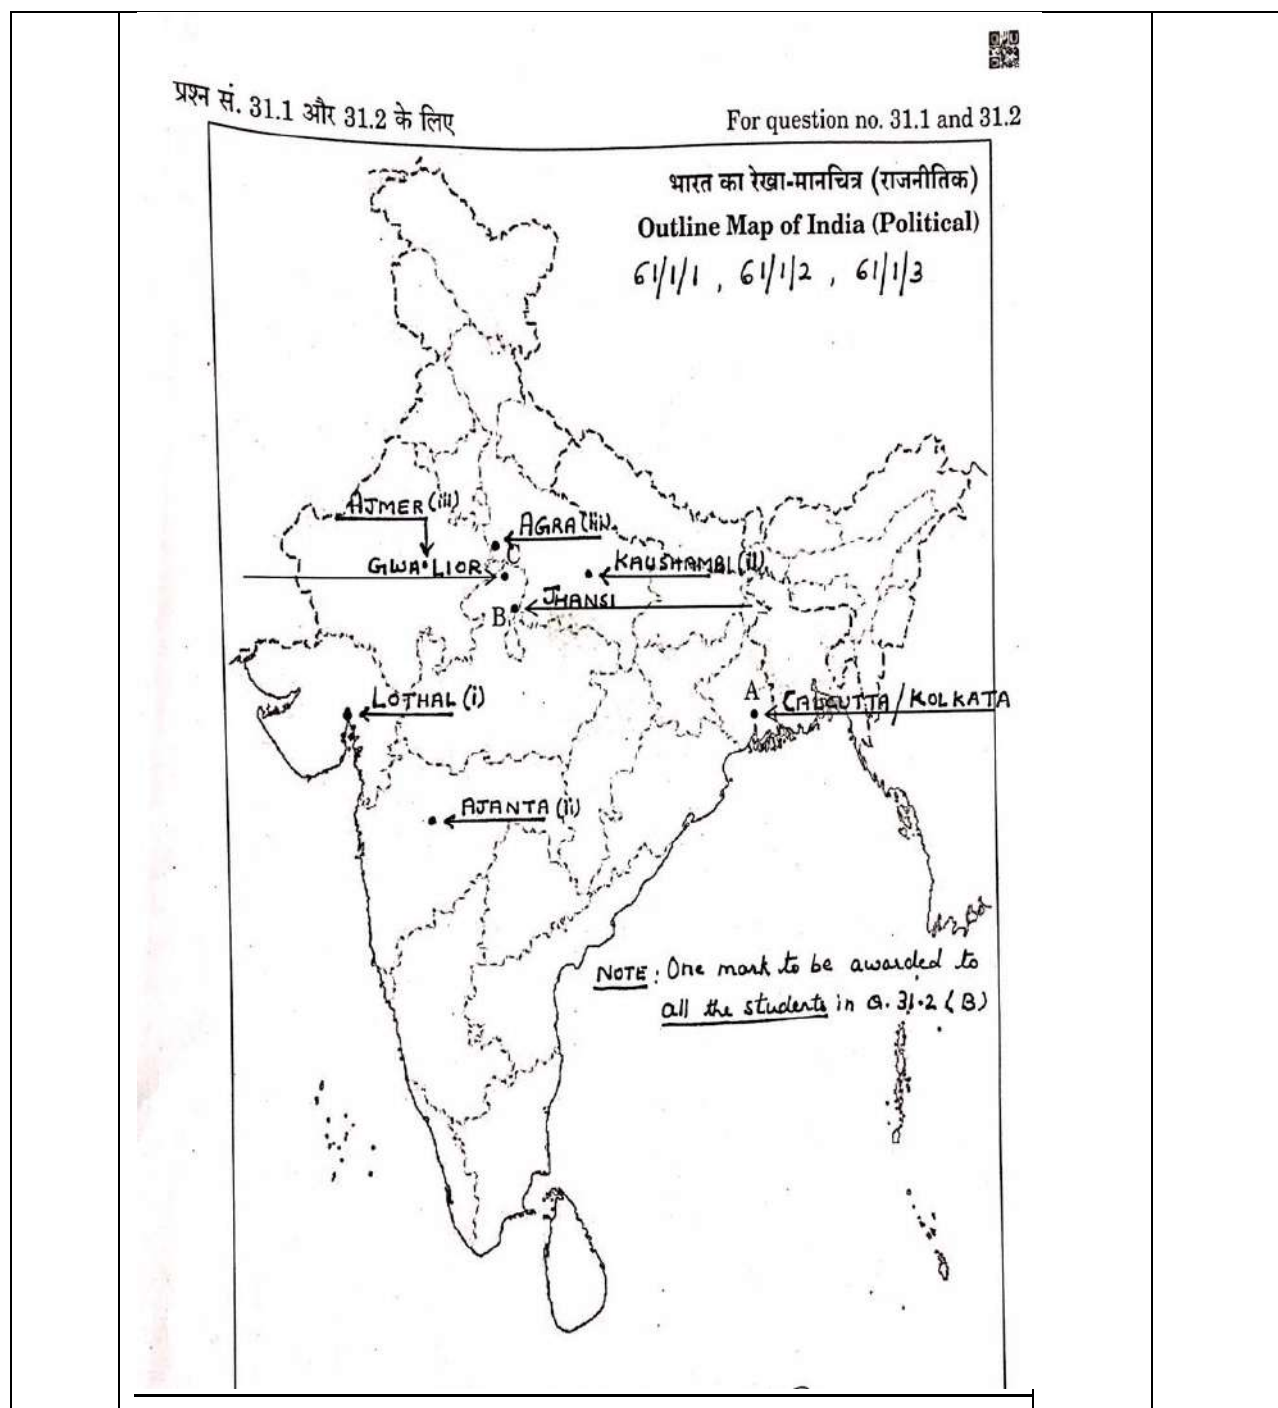 प्रश्न सं. 31.1 और 31.2 के लिए
For question no. 31.1 and 31.2
भारत का रेखा-मानचित्र (राजनीतिक)
Outline Map of India (Political)
61/1/1 , 61/1/2 , 61/1/3
AJMER (iii)
AGRA (iii)
C
GWALIOR
KAUSHAMBI (ii)
JHANSI
B
LOTHAL (i)
A
CALCUTTA / KOLKATA
AJANTA (ii)
NOTE : One mark to be awarded to
all the students in Q. 31.2 (B)